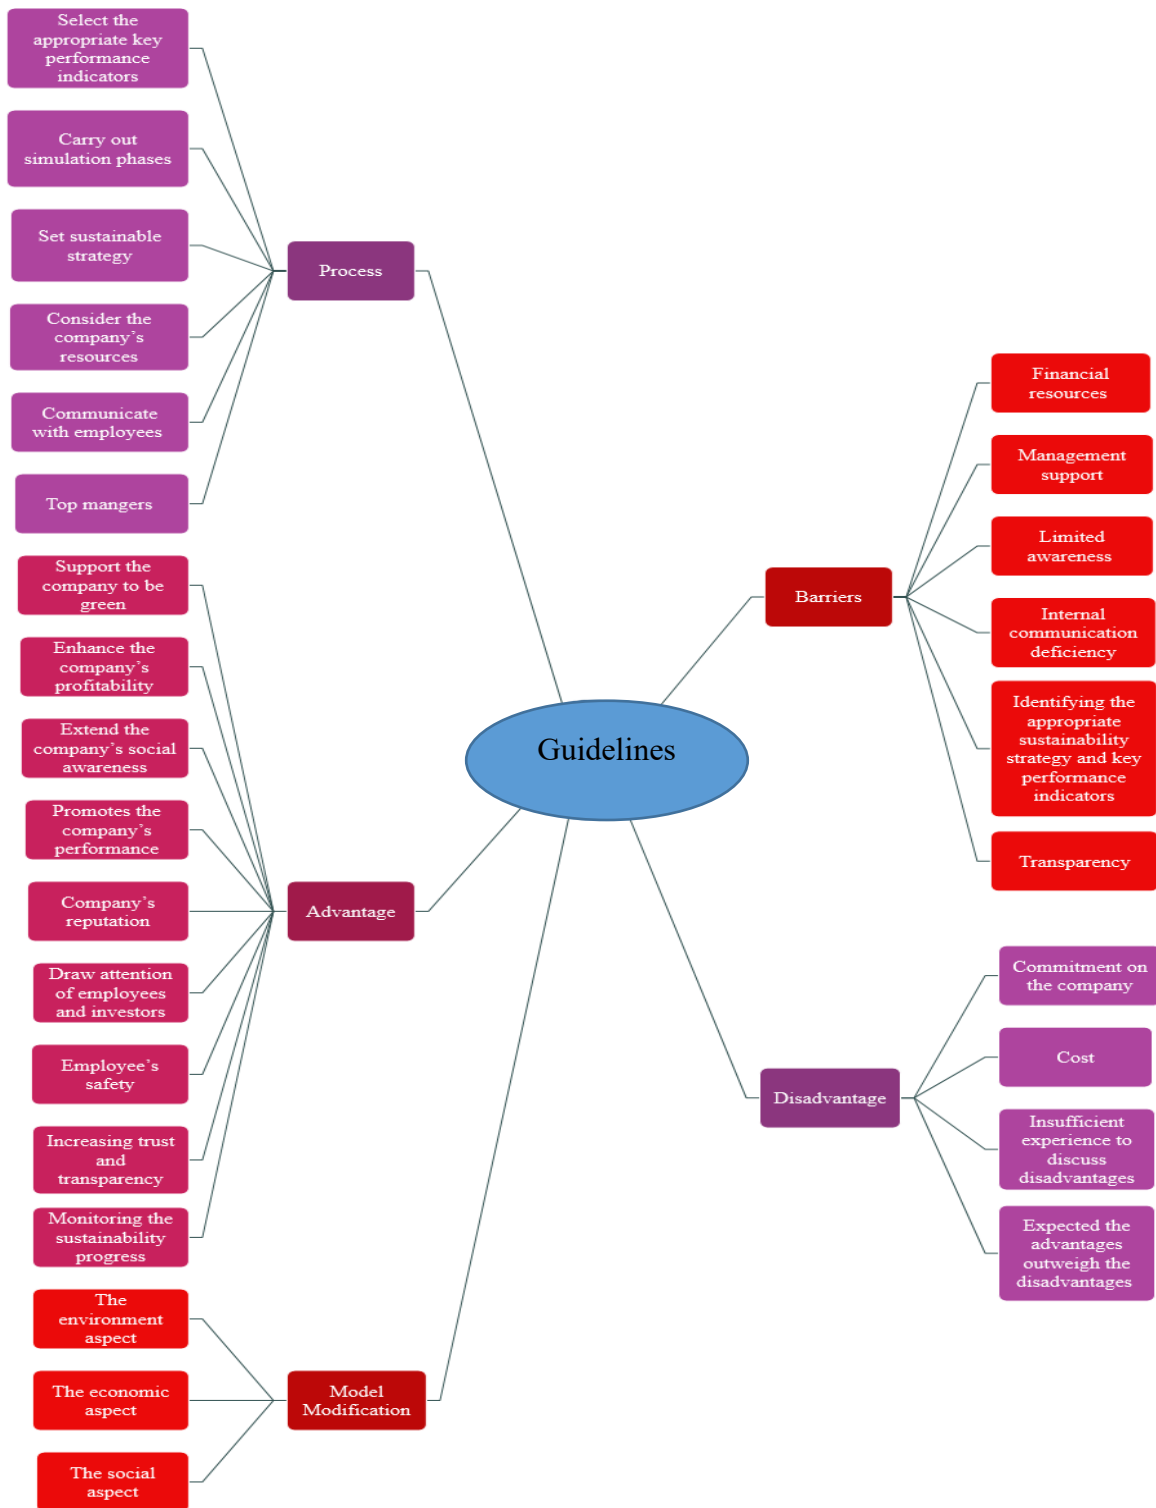 Select the
appropriate key
performance
indicators
Carry out
simulation phases
Set sustainable
strategy
Consider the
company’s
resources
Communicate
with employees
Top mangers
Process
Support the
company to be
green
Enhance the
company’s
profitability
Extend the
company’s social
awareness
Promotes the
company’s
performance
Company’s
reputation
Draw attention
of employees
and investors
Employee’s
safety
Increasing trust
and
transparency
Monitoring the
sustainability
progress
Advantage
The
environment
aspect
The economic
aspect
The social
aspect
Model
Modification
Guidelines
Barriers
Financial
resources
Management
support
Limited
awareness
Internal
communication
deficiency
Identifying the
appropriate
sustainability
strategy and key
performance
indicators
Transparency
Disadvantage
Commitment on
the company
Cost
Insufficient
experience to
discuss
disadvantages
Expected the
advantages
outweigh the
disadvantages